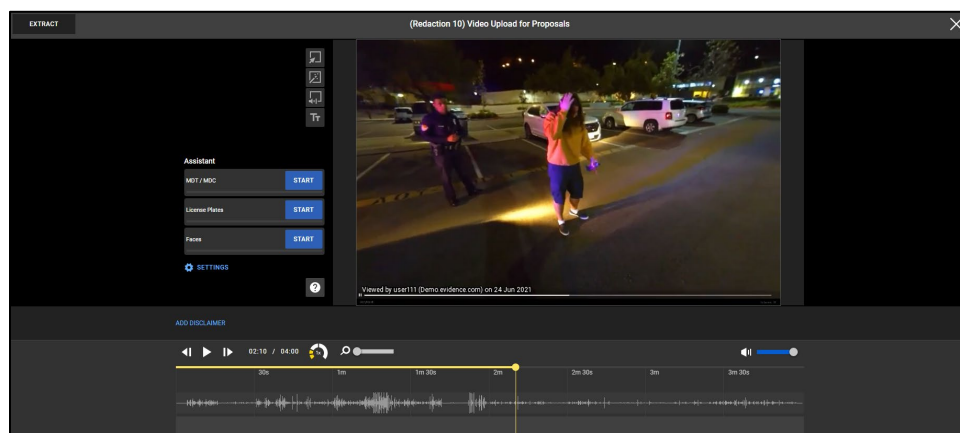 EXTRACT
(Redaction 10) Video Upload for Proposals
Tт
Assistant
MDT / MDC START
License Plates START
Faces START
SETTINGS
?
Viewed by user111 (Demo.evidence.com) on 24 Jun 2021
ADD DISCLAIMER
02:10 / 04:00 1x
30s 1m 1m 30s 2m 2m 30s 3m 3m 30s